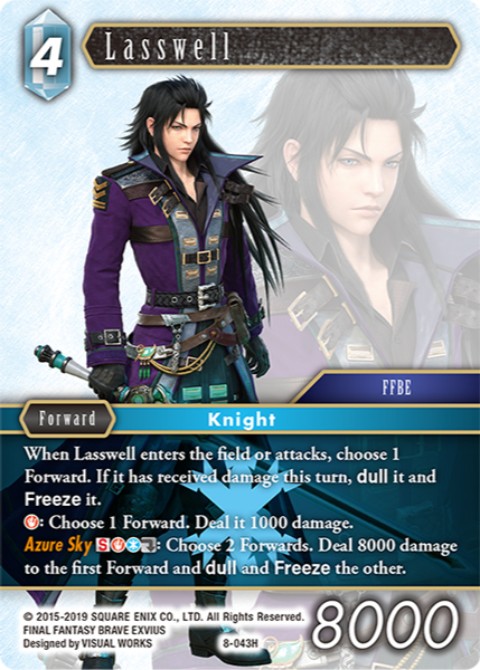 4
Lasswell
FFBE
Forward
Knight
When Lasswell enters the field or attacks, choose 1
Forward. If it has received damage this turn, dull it and
Freeze it.
: Choose 1 Forward. Deal it 1000 damage.
Azure Sky S: Choose 2 Forwards. Deal 8000 damage
to the first Forward and dull and Freeze the other.
© 2015-2019 SQUARE ENIX CO., LTD. All Rights Reserved.
FINAL FANTASY BRAVE EXVIUS
Designed by VISUAL WORKS
8-043H
8000